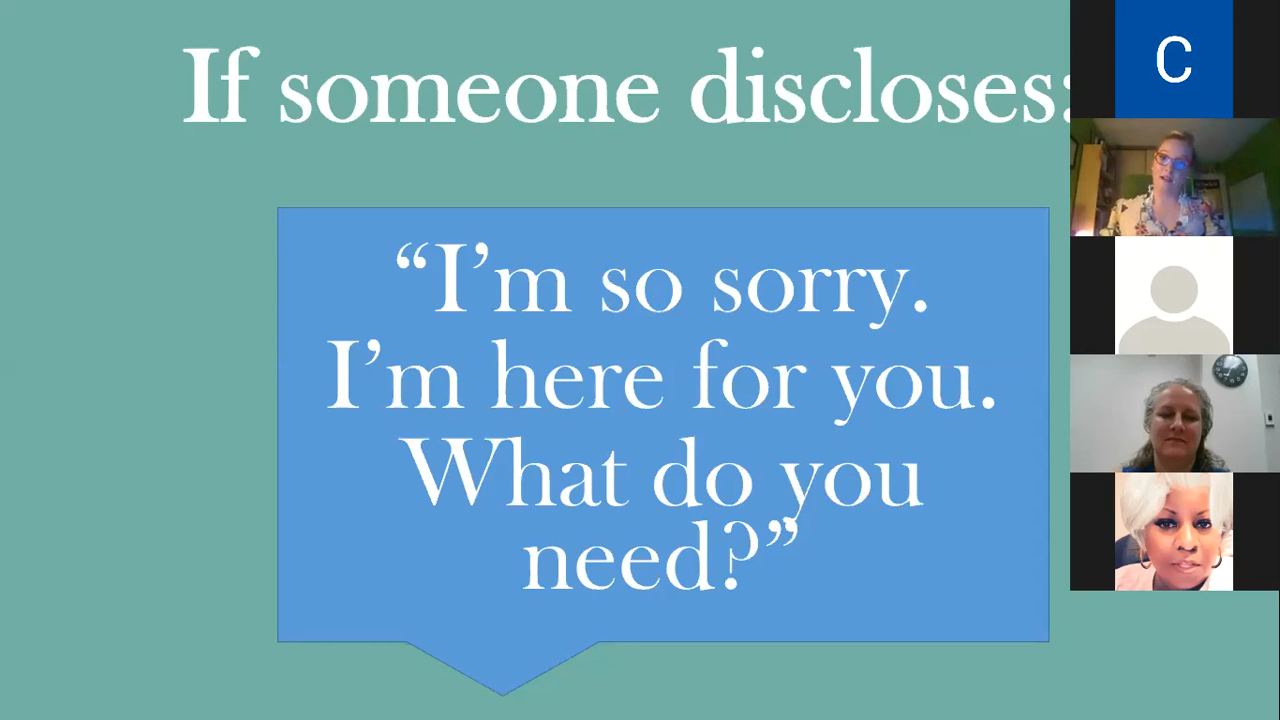 If someone discloses:
C
“I’m so sorry.
I’m here for you.
What do you
need?”